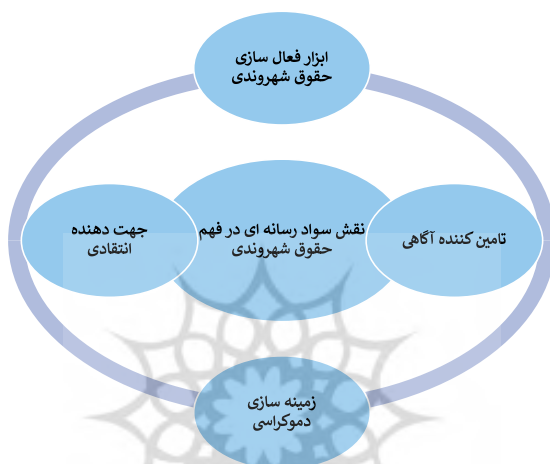 ابزار فعال سازی
حقوق شهروندی
تامین کننده آگاهی
نقش سواد رسانه ای در فهم
حقوق شهروندی
جهت دهنده
انتقادی
زمینه سازی
دموکراسی